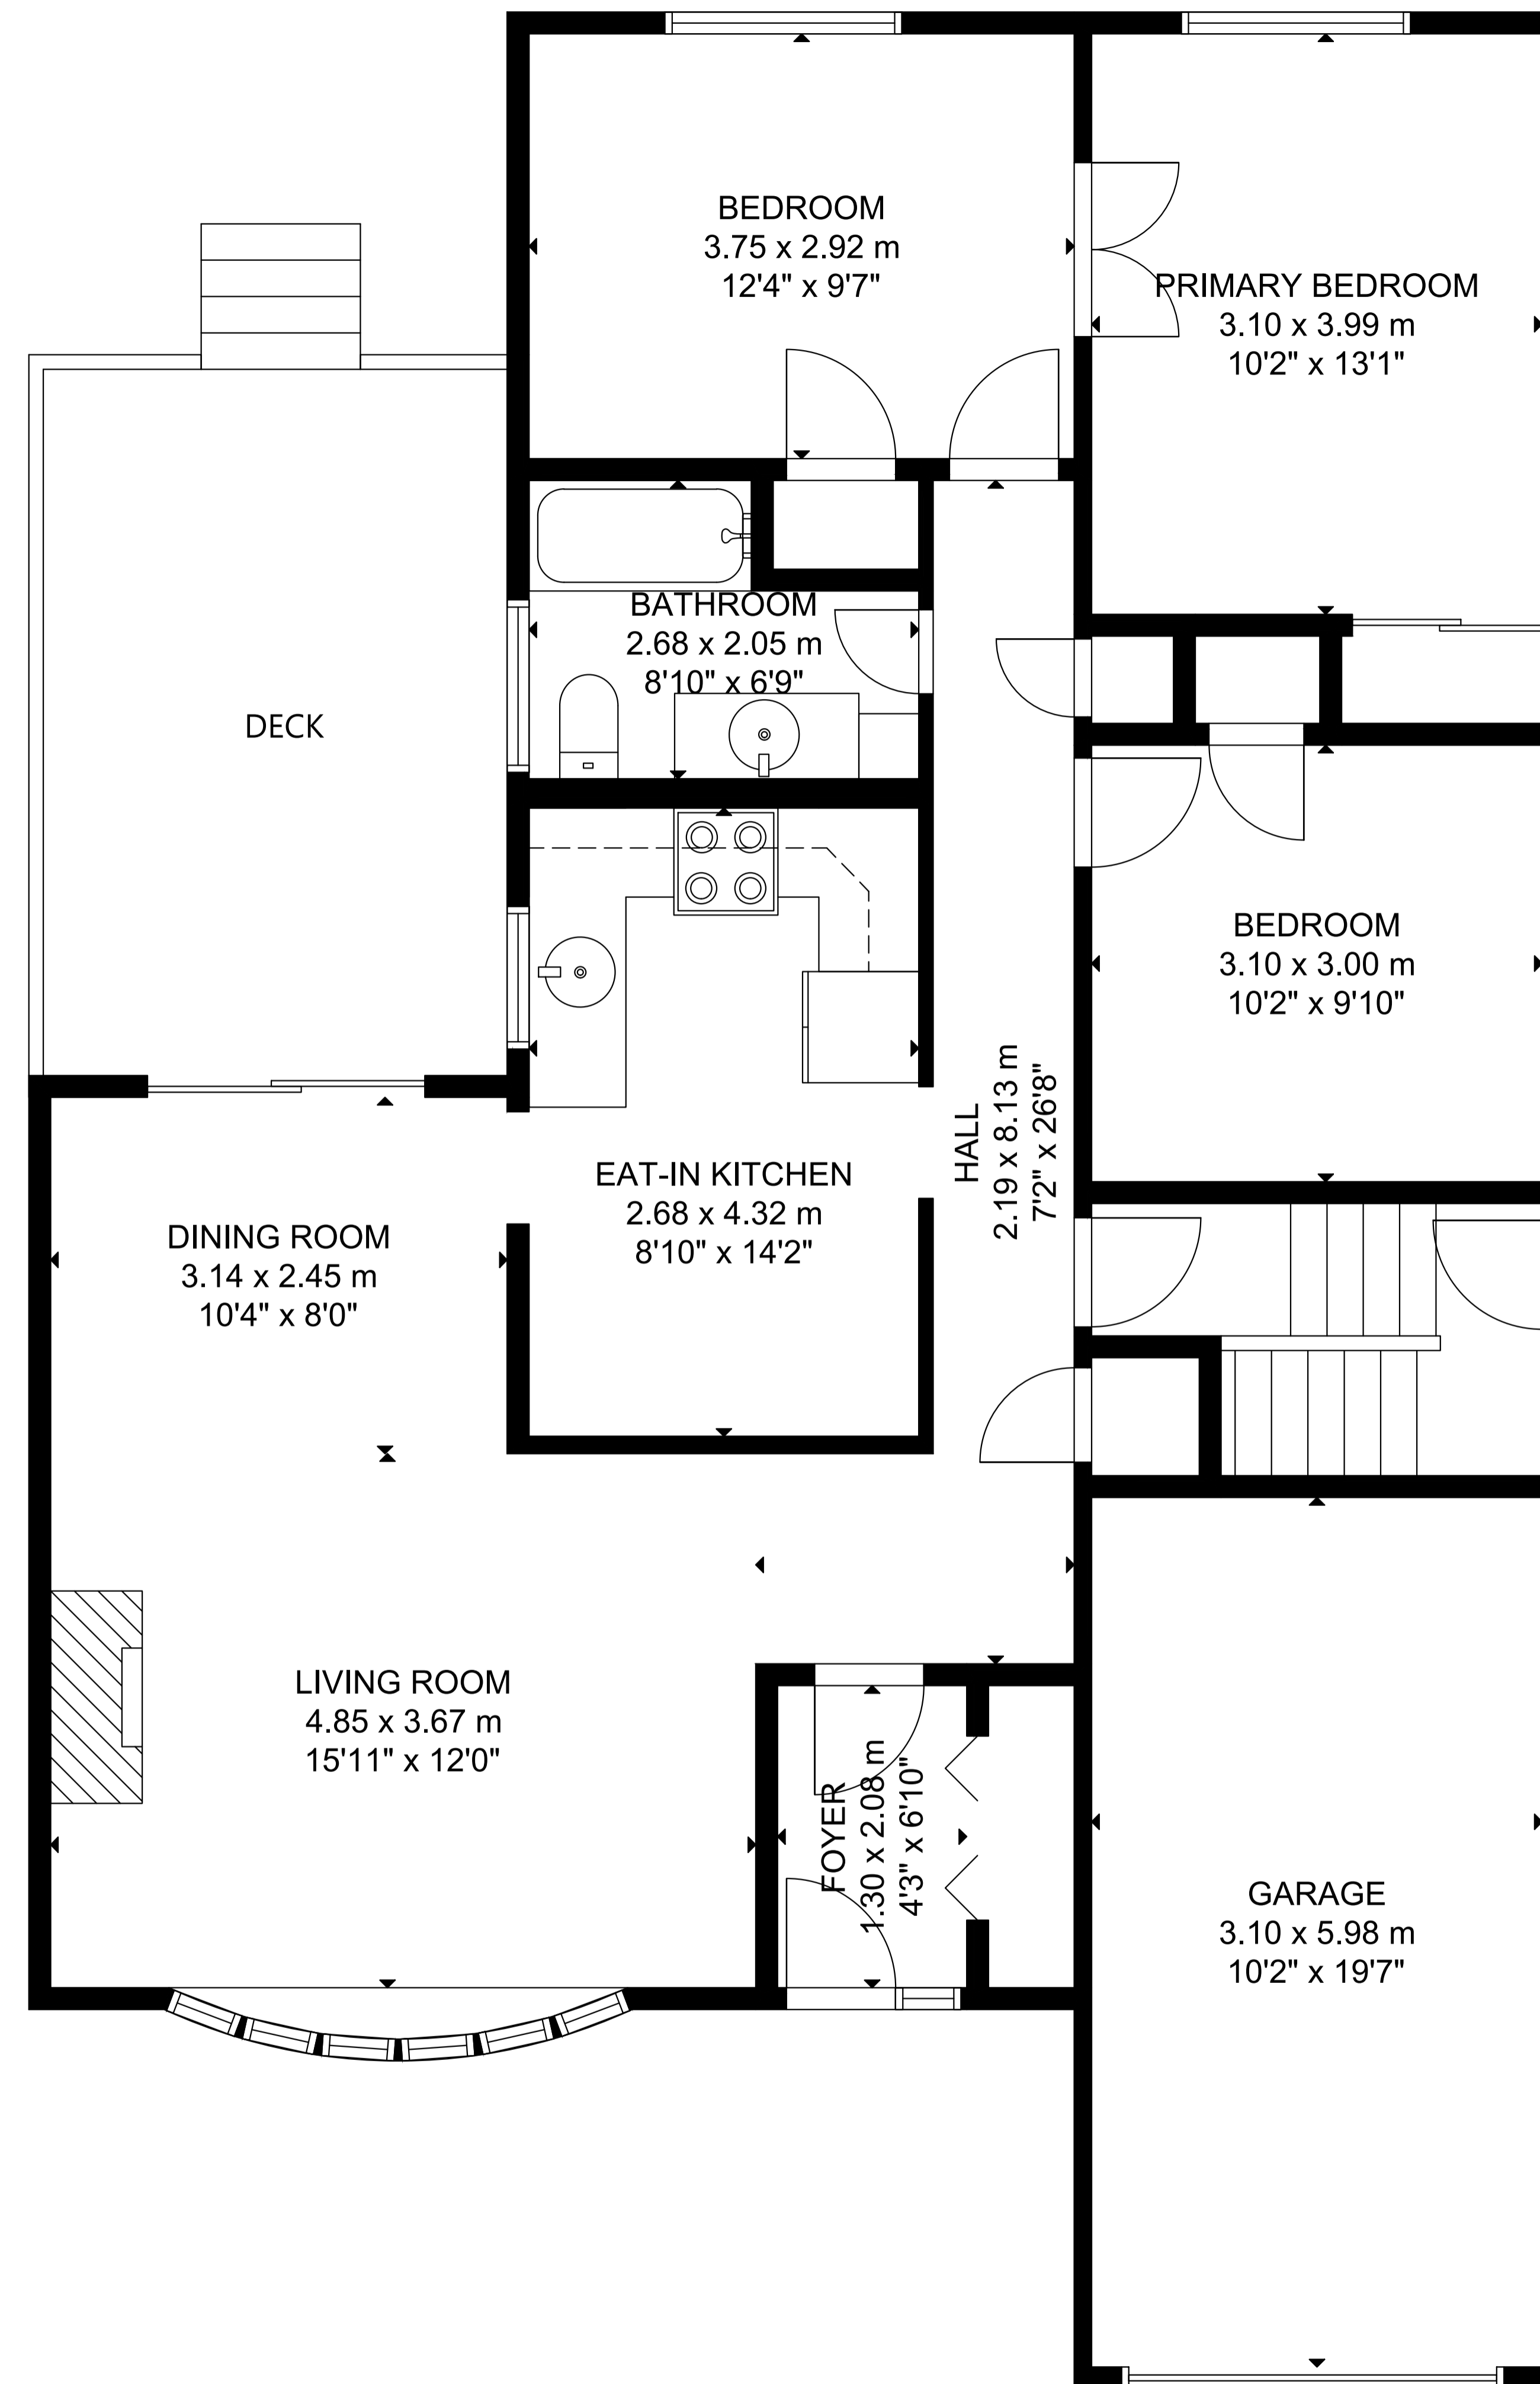 BEDROOM
3.75 x 2.92 m
12'4" x 9'7"
PRIMARY BEDROOM
3.10 x 3.99 m
10'2" x 13'1"
BATHROOM
2.68 x 2.05 m
8'10" x 6'9"
DECK
BEDROOM
3.10 x 3.00 m
10'2" x 9'10"
HALL
2.19 x 8.13 m
7'2" x 26'8"
EAT-IN KITCHEN
2.68 x 4.32 m
8'10" x 14'2"
DINING ROOM
3.14 x 2.45 m
10'4" x 8'0"
LIVING ROOM
4.85 x 3.67 m
15'11" x 12'0"
FOYER
1.30 x 2.08 m
4'3" x 6'10"
GARAGE
3.10 x 5.98 m
10'2" x 19'7"